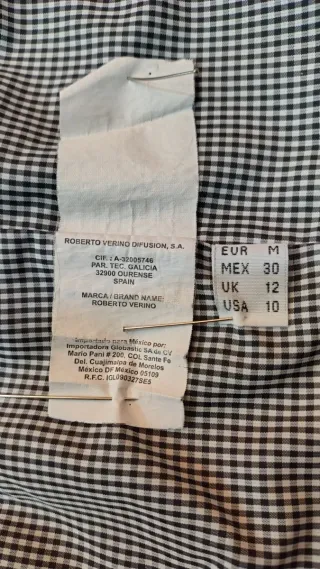 ROBERTO VERINO DIFUSION, S.A.
CIF. : A-32005746
PAR. TEC. GALICIA
32900 OURENSE
SPAIN
MARCA / BRAND NAME:
ROBERTO VERINO
Importado para México por:
Importadora Globastic SA de CV
Mario Pani # 200, COL Santa Fe
Del. Cuajimalpa de Morelos
México DF México 05109
R.F.C. IGL090327SE5
EUR M
MEX 30
UK 12
USA 10